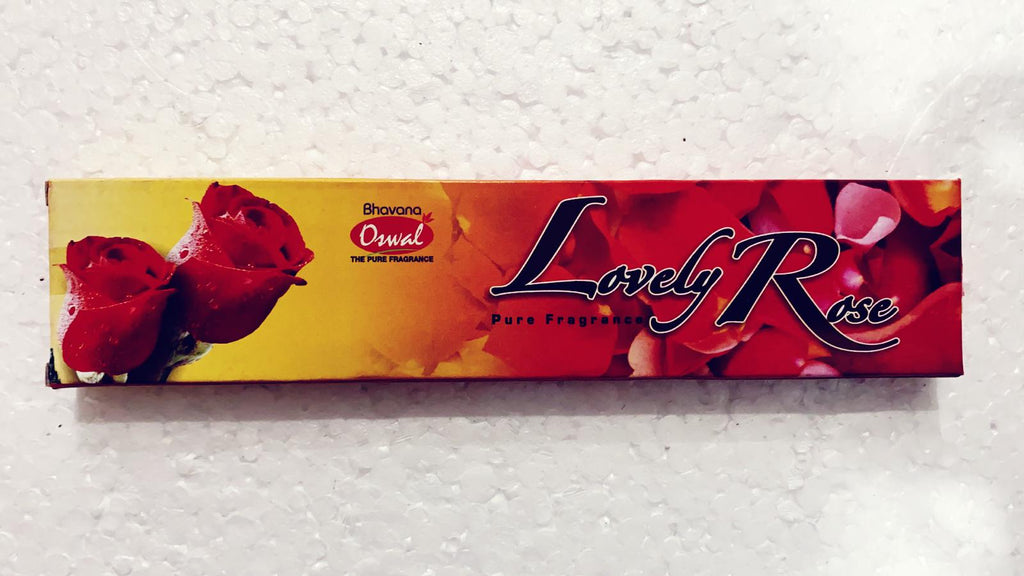 Bhavana
Oswal
THE PURE FRAGRANCE
Lovely Rose
Pure Fragrance